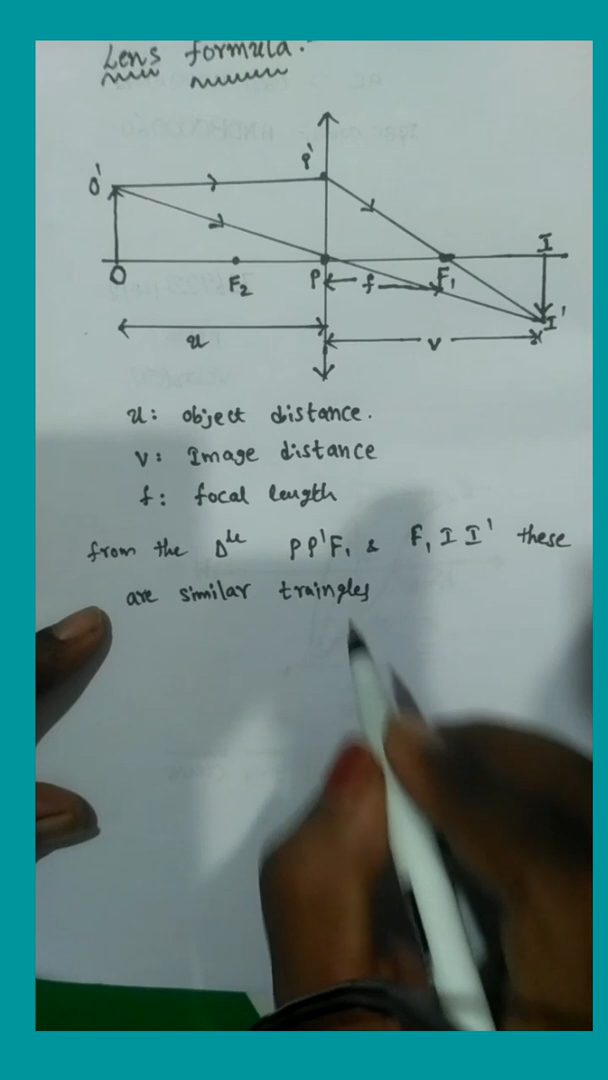 Lens formula:-
P'
O'
I
O
F₂
P
f
F₁
I'
u
v
u: object distance.
v: Image distance
f: focal length
from the Δle PP'F₁ & F₁II' these
are similar traingles